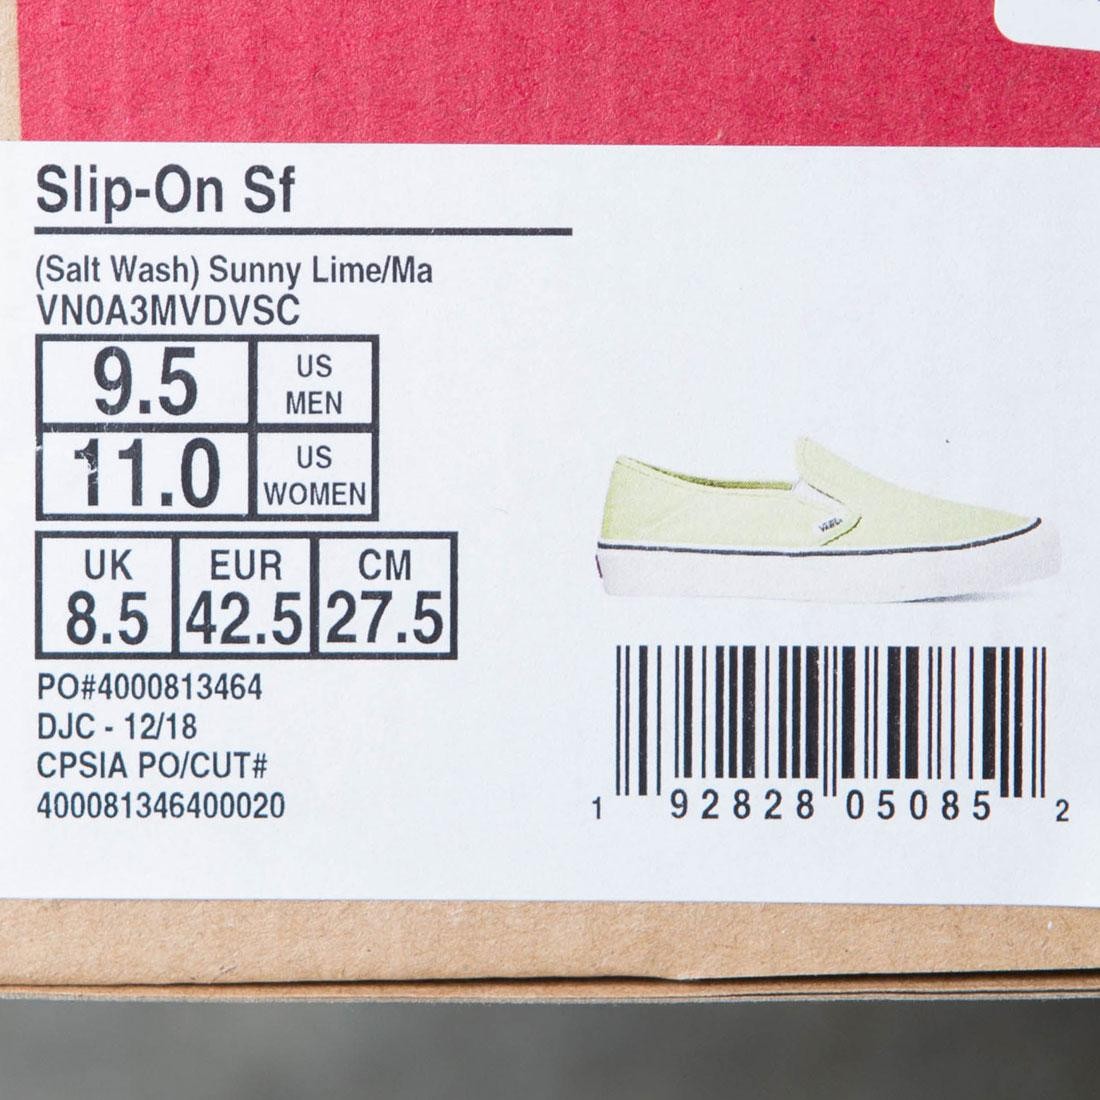 Slip-On Sf
(Salt Wash) Sunny Lime/Ma
VN0A3MVDVSC
9.5 US MEN
11.0 US WOMEN
UK EUR CM
8.5 42.5 27.5
PO#4000813464
DJC - 12/18
CPSIA PO/CUT#
400081346400020
VANS
1 92828 05085 2